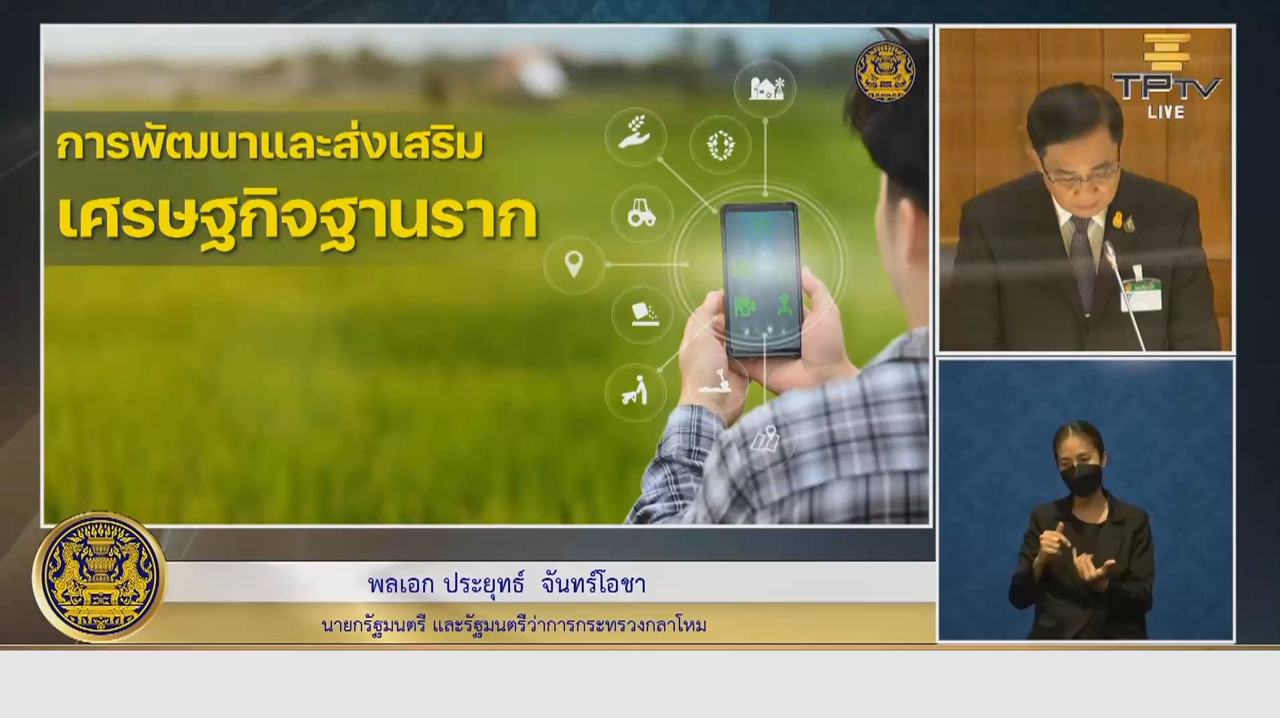 การพัฒนาและส่งเสริม
เศรษฐกิจฐานราก
TPTV
LIVE
พลเอก ประยุทธ์ จันทร์โอชา
นายกรัฐมนตรี และรัฐมนตรีว่าการกระทรวงกลาโหม